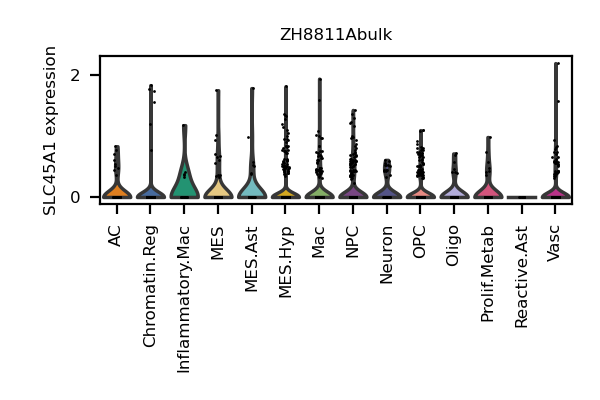 ZH8811Abulk
SLC45A1 expression
2
0
AC
Chromatin.Reg
Inflammatory.Mac
MES
MES.Ast
MES.Hyp
Mac
NPC
Neuron
OPC
Oligo
Prolif.Metab
Reactive.Ast
Vasc